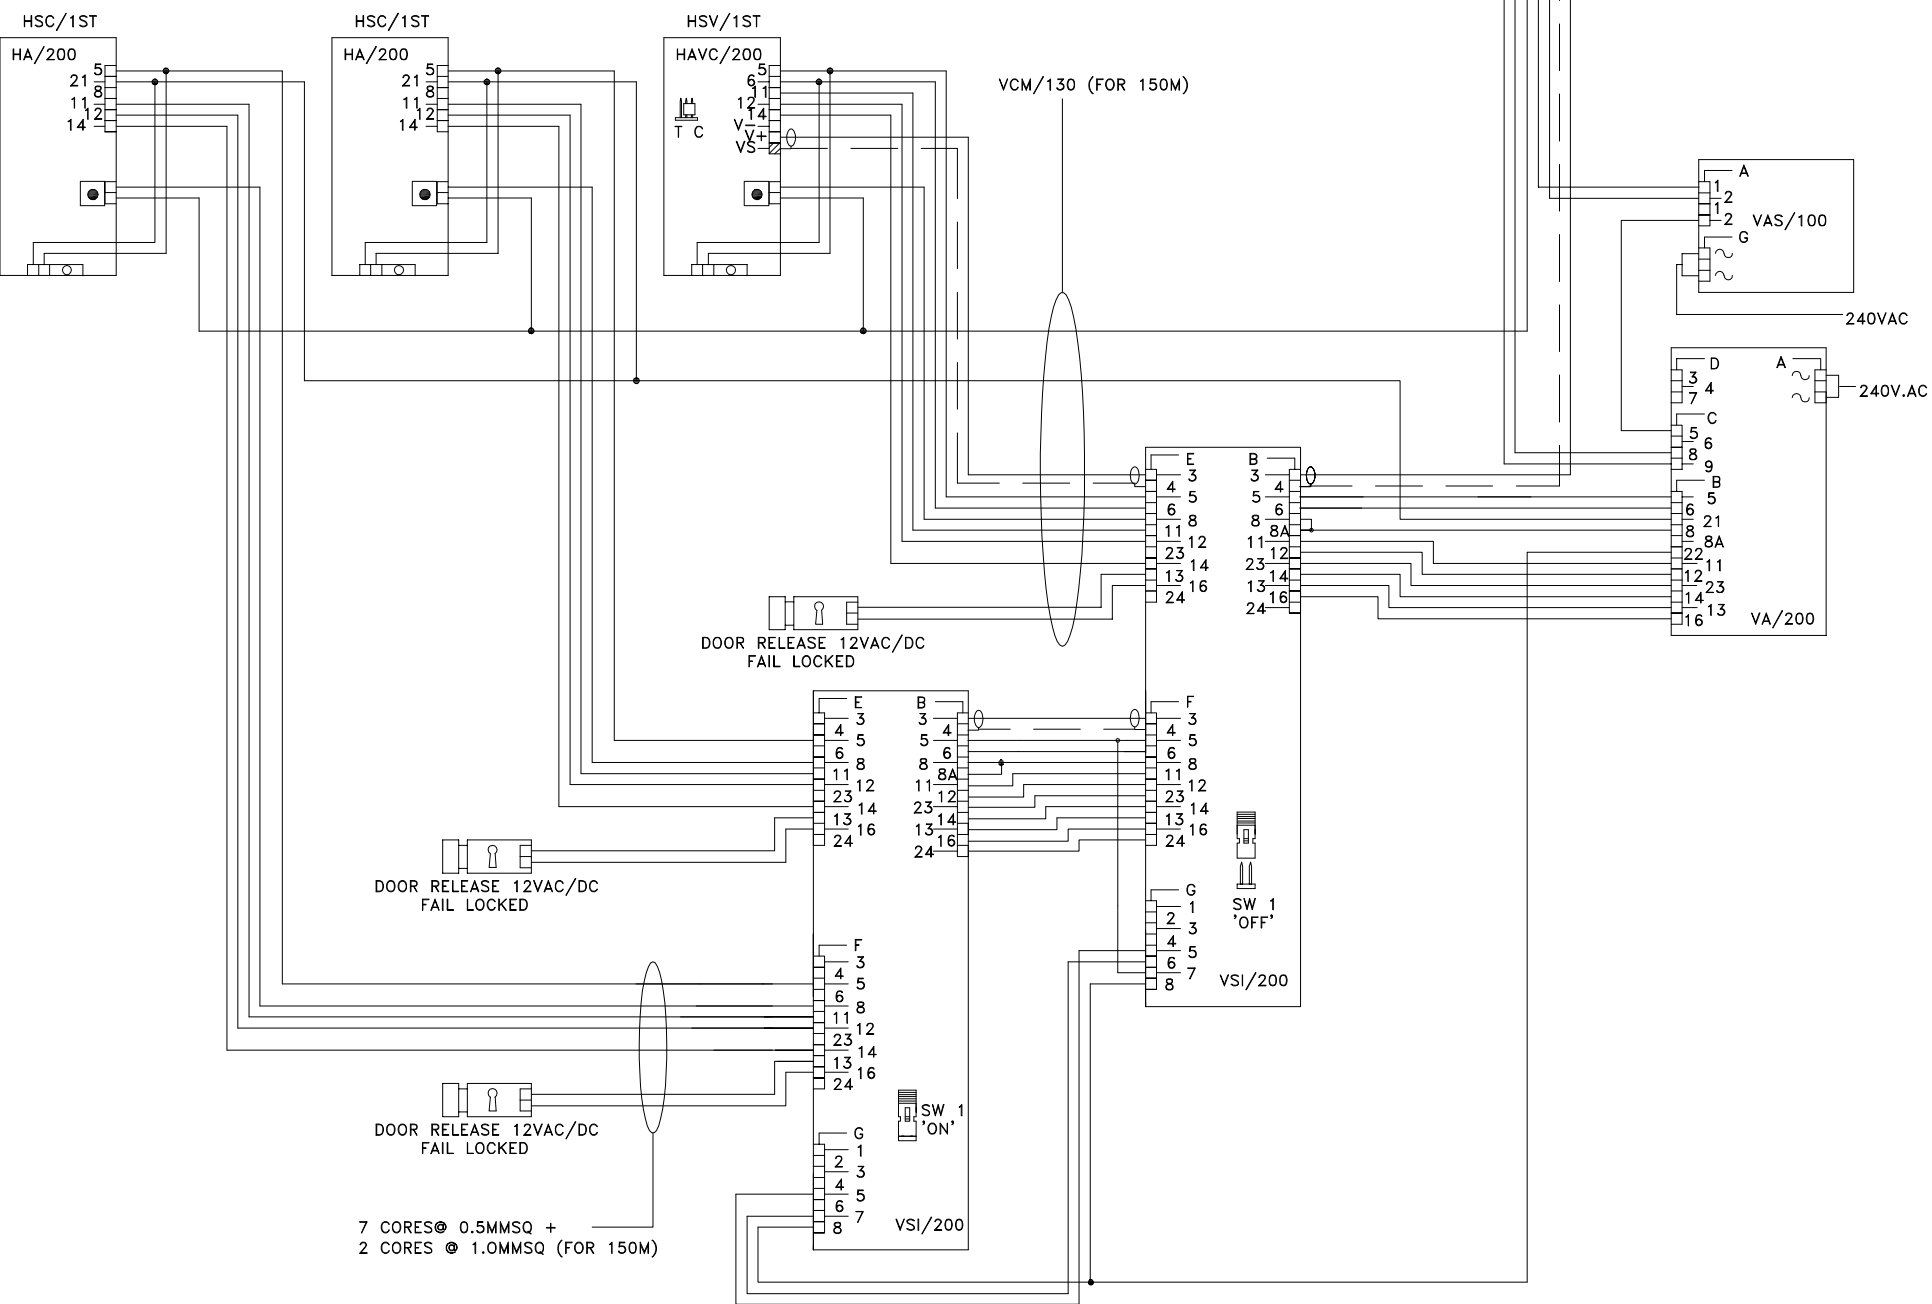 HSC/1ST
HA/200
5
21
8
11
12
14
HSC/1ST
HA/200
5
21
8
11
12
14
HSV/1ST
HAVC/200
5
6
11
12
14
V-
V+
VS
T C
VCM/130 (FOR 150M)
A
1
2
1
2
VAS/100
G
240VAC
D
3
4
7
A
240V.AC
C
5
6
8
9
B
5
6
21
8
8A
22
11
12
23
14
13
16
VA/200
E
3
4
5
6
8
11
12
23
14
13
16
24
B
3
4
5
6
8
8A
11
12
23
14
13
16
24
DOOR RELEASE 12VAC/DC
FAIL LOCKED
F
3
4
5
6
8
11
12
23
14
13
16
24
G
1
2
3
4
5
6
7
8
SW 1
'OFF'
VSI/200
E
3
4
5
6
8
11
12
23
14
13
16
24
B
3
4
5
6
8
8A
11
12
23
14
13
16
24
DOOR RELEASE 12VAC/DC
FAIL LOCKED
F
3
4
5
6
8
11
12
23
14
13
16
24
DOOR RELEASE 12VAC/DC
FAIL LOCKED
SW 1
'ON'
G
1
2
3
4
5
6
7
8
VSI/200
7 CORES@ 0.5MMSQ +
2 CORES @ 1.0MMSQ (FOR 150M)